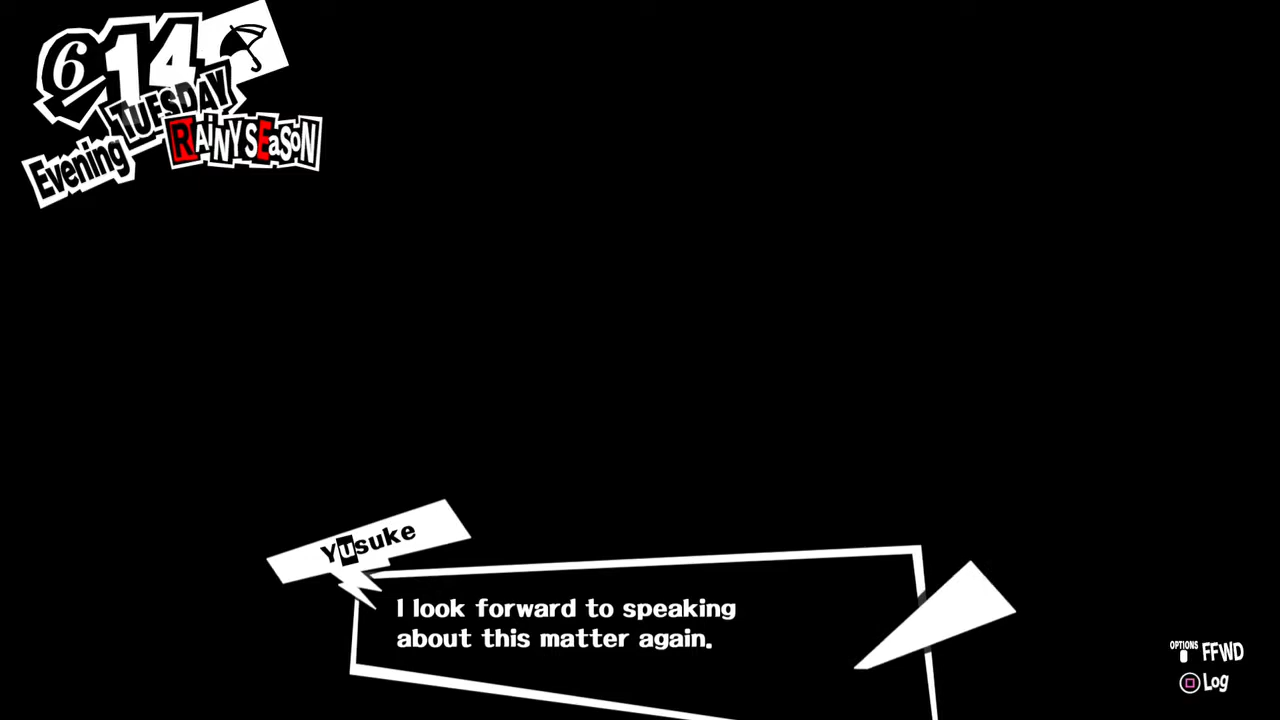 6 14
TUESDAY
RAiNY SEaSoN
Evening
Yusuke
I look forward to speaking
about this matter again.
OPTIONS FFWD
Log